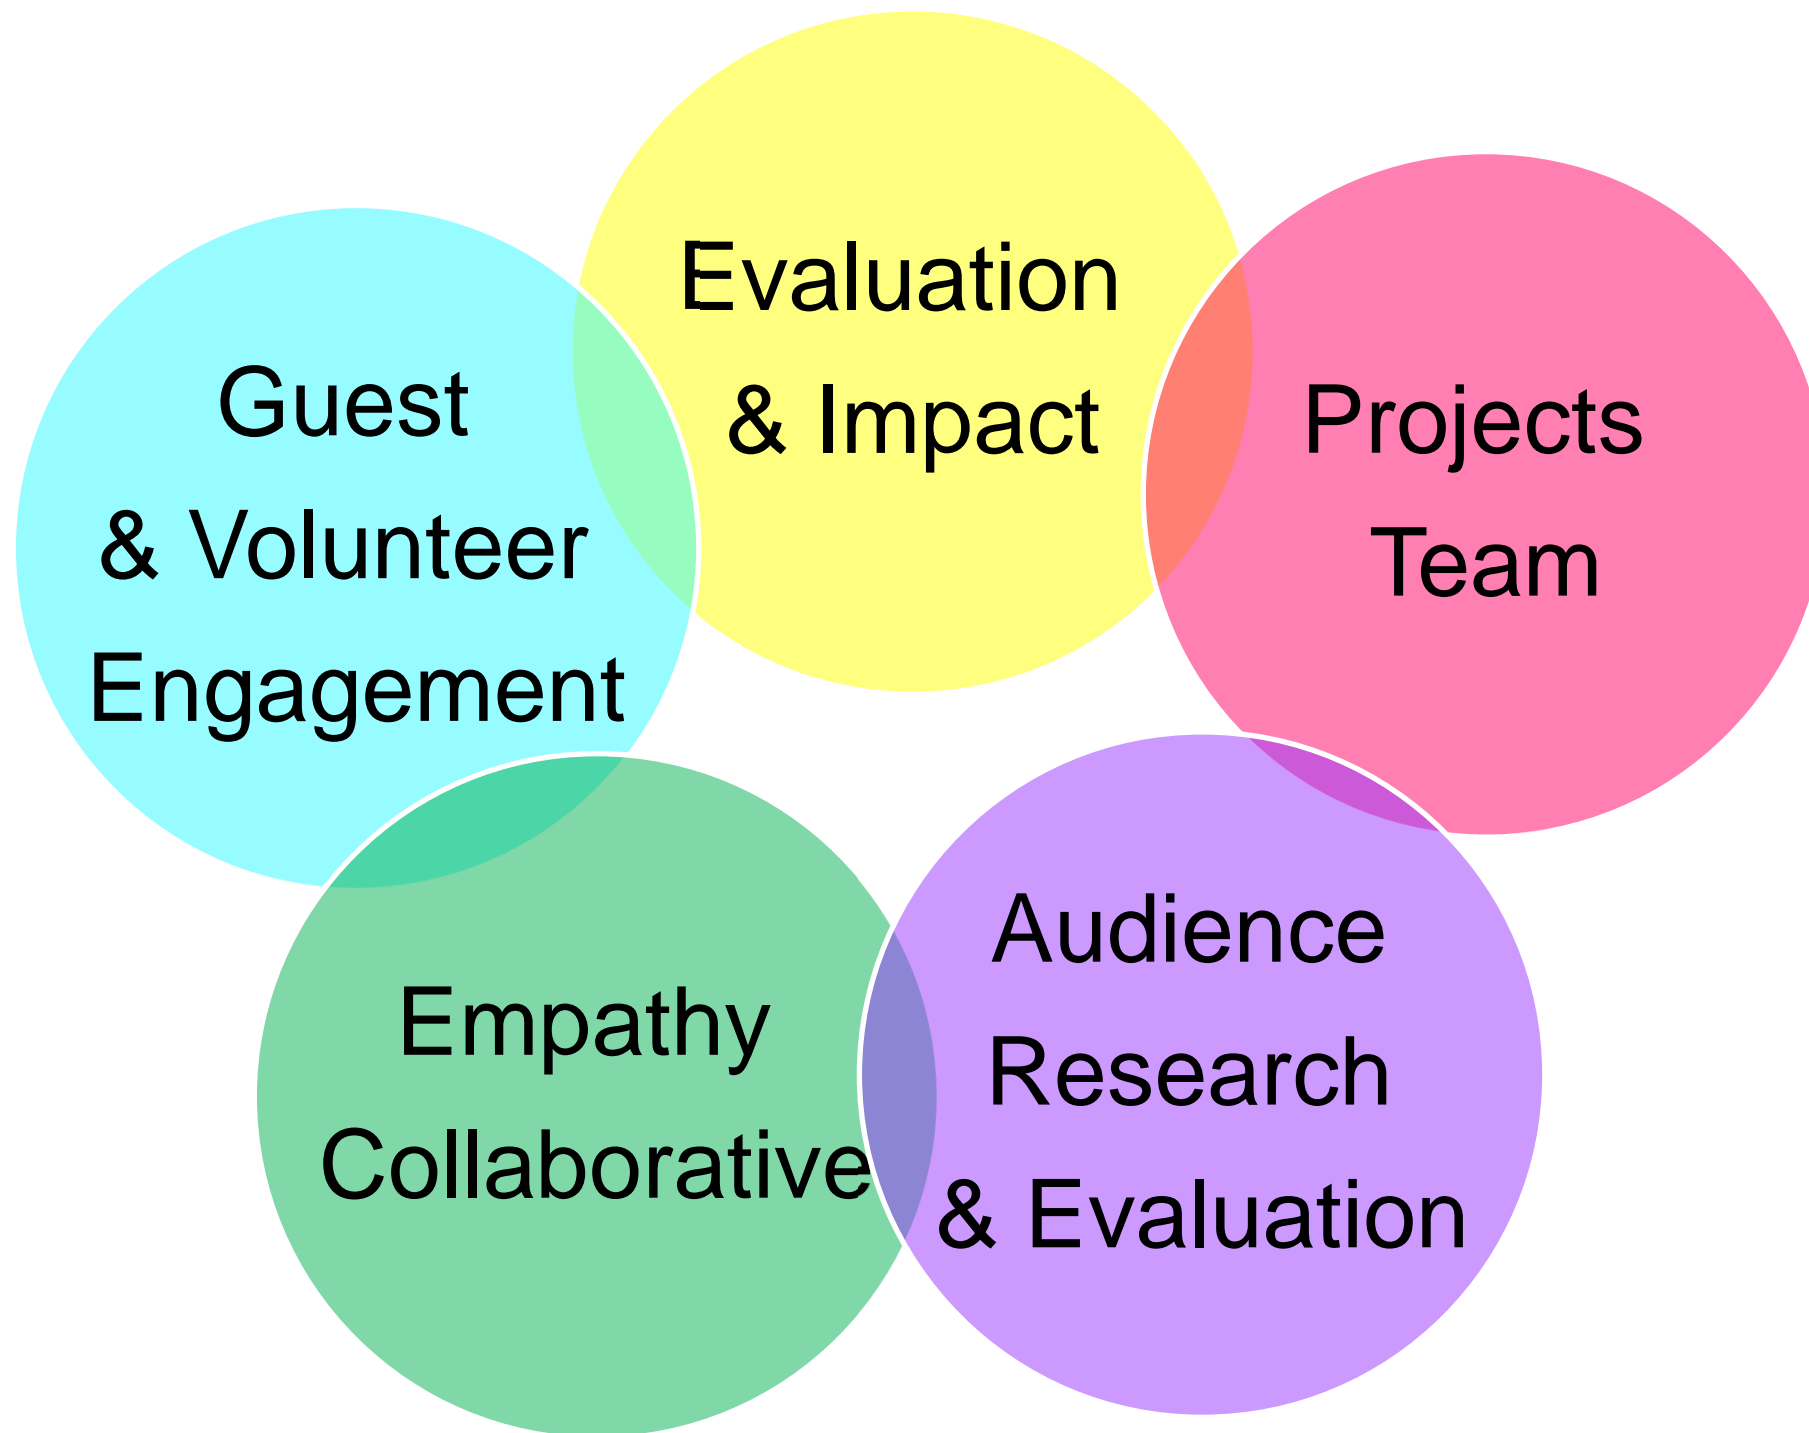 Evaluation
& Impact
Guest
& Volunteer
Engagement
Projects
Team
Empathy
Collaborative
Audience
Research
& Evaluation